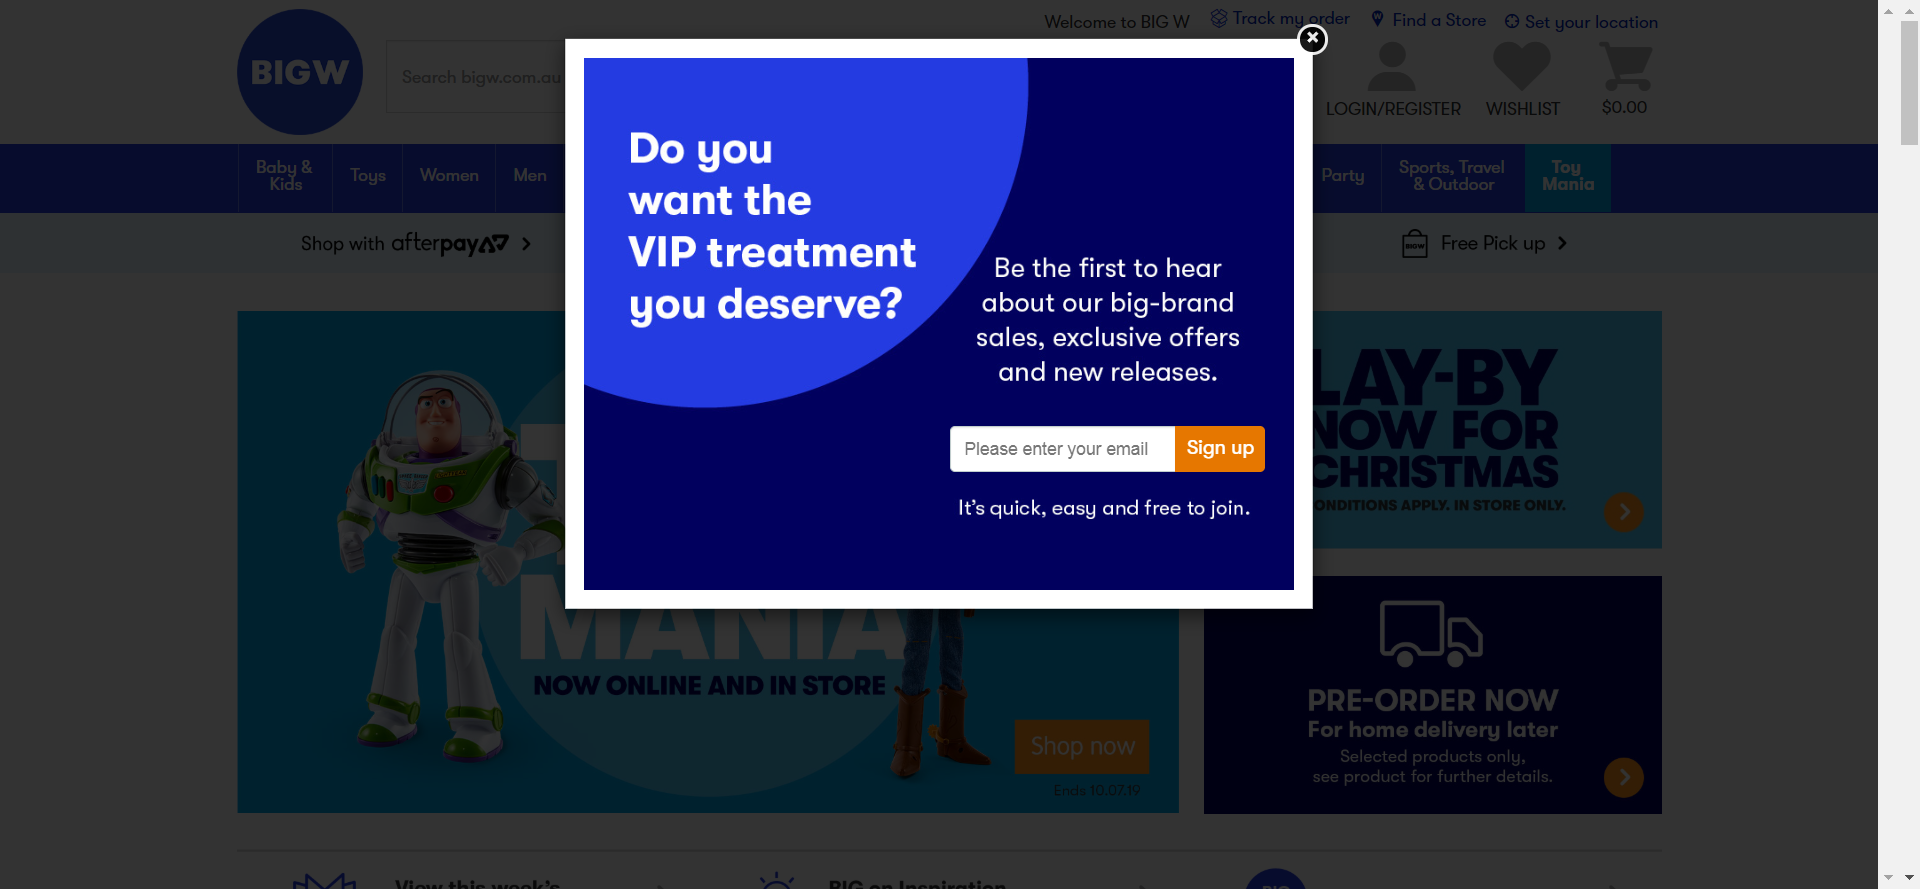 Welcome to BIG W
Track my order
Find a Store
Set your location
BIGW
Search bigw.com.au
LOGIN/REGISTER
WISHLIST
$0.00
Baby &
Kids
Toys
Women
Men
Party
Sports, Travel
& Outdoor
Toy
Mania
Shop with afterpay
Free Pick up
Do you
want the
VIP treatment
you deserve?
Be the first to hear
about our big-brand
sales, exclusive offers
and new releases.
Please enter your email
Sign up
It's quick, easy and free to join.
MANIA
NOW ONLINE AND IN STORE
Shop now
Ends 10.07.19
LAY-BY
NOW FOR
CHRISTMAS
CONDITIONS APPLY. IN STORE ONLY.
PRE-ORDER NOW
For home delivery later
Selected products only,
see product for further details.
View this week's
BIG on Inspiration
BIG